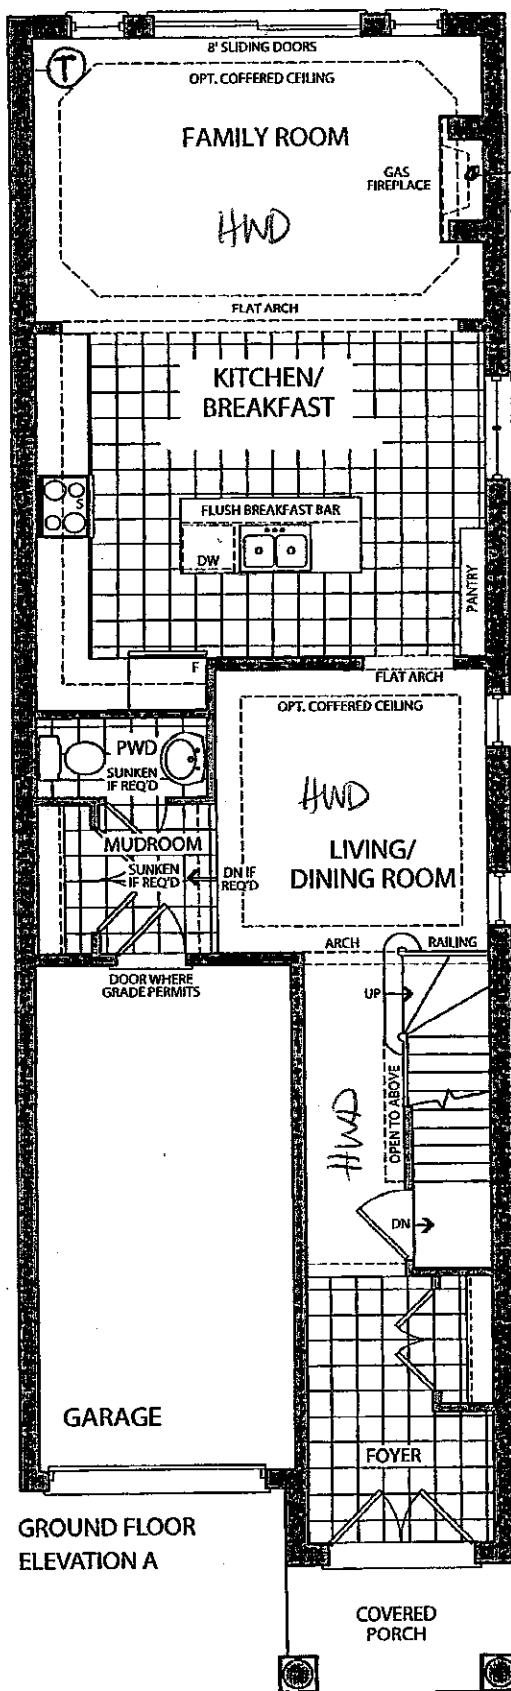 8' SLIDING DOORS
T
OPT. COFFERED CEILING
FAMILY ROOM
GAS
FIREPLACE
HWD
FLAT ARCH
KITCHEN/
BREAKFAST
S
FLUSH BREAKFAST BAR
DW
PANTRY
F
FLAT ARCH
OPT. COFFERED CEILING
PWD
SUNKEN
IF REQ'D
HWD
MUDROOM
LIVING/
DINING ROOM
SUNKEN
IF REQ'D
DN IF
REQ'D
ARCH
RAILING
DOOR WHERE
GRADE PERMITS
UP
OPEN TO ABOVE
HWD
DN
GARAGE
FOYER
GROUND FLOOR
ELEVATION A
COVERED
PORCH